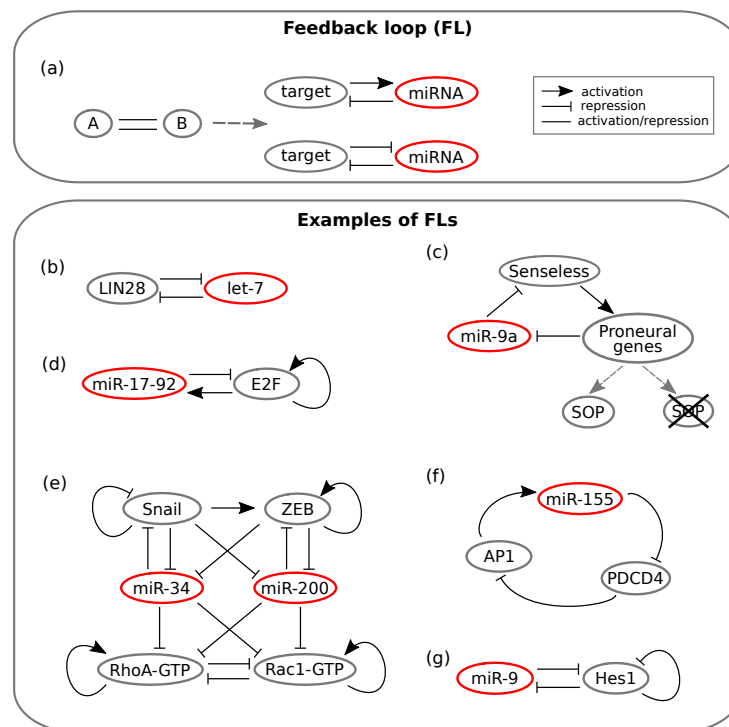 Feedback loop (FL)
(a)
target
miRNA
A
B
target
miRNA
activation
repression
activation/repression
Examples of FLs
(b)
LIN28
let-7
(c)
Senseless
miR-9a
Proneural
genes
SOP
SOP
(d)
miR-17-92
E2F
(e)
Snail
ZEB
miR-34
miR-200
RhoA-GTP
Rac1-GTP
(f)
miR-155
AP1
PDCD4
(g)
miR-9
Hes1